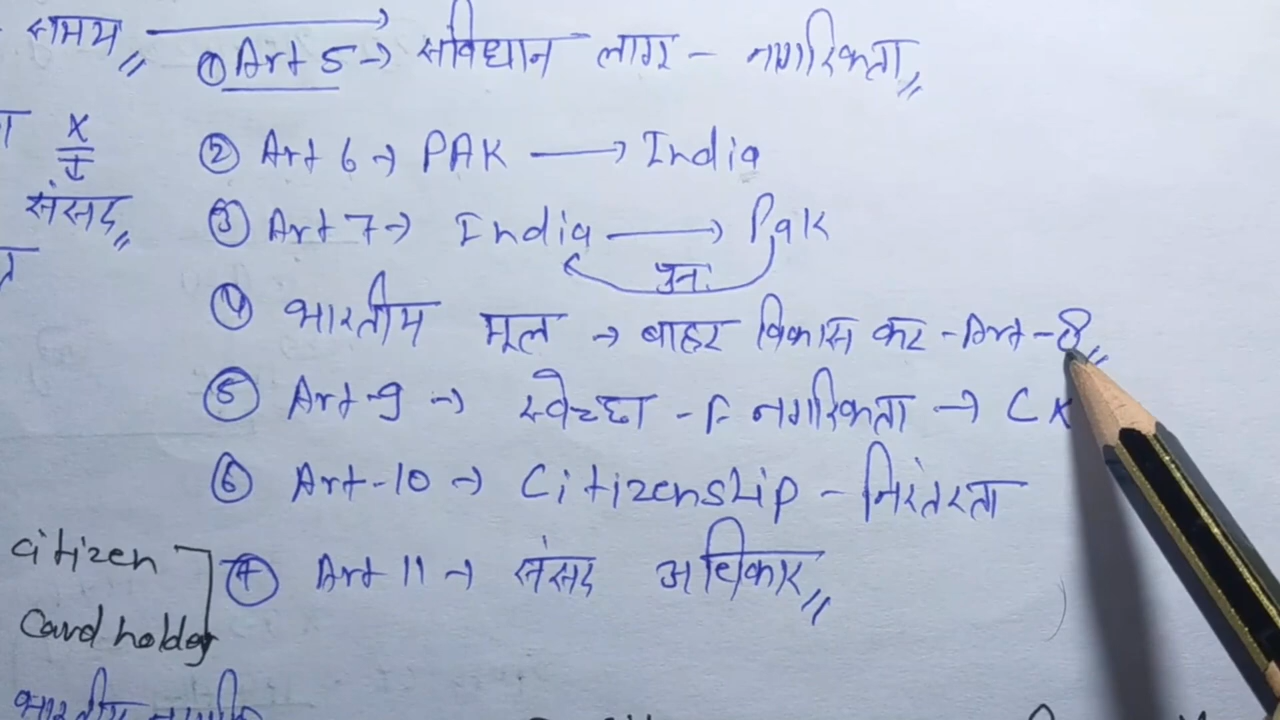 समय,,
① Art 5 → सविधान लागू - नागरिकता,,
X
I
संसद,,
② Art 6 → PAK → India
③ Art 7 → India → Pak
पुन:
④ भारतीय मूल → बाहर विकास कर - Art - 8,,
⑤ Art-9 → स्वेच्छा - F नागरिकता → C X
⑥ Art-10 → Citizenship - निरंतरता
⑦ Art 11 → संसद अधिकार,,
citizen
Card holder